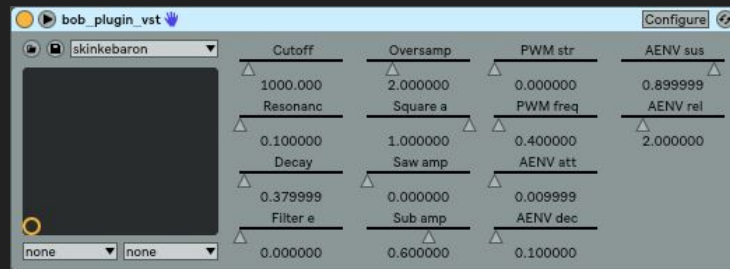 bob_plugin_vst Configure
skinkebaron
Cutoff Oversamp PWM str AENV sus
1000.000 2.000000 0.000000 0.899999
Resonanc Square a PWM freq AENV rel
0.100000 1.000000 0.400000 2.000000
Decay Saw amp AENV att
0.379999 0.000000 0.009999
Filter e Sub amp AENV dec
0.000000 0.600000 0.100000
none none